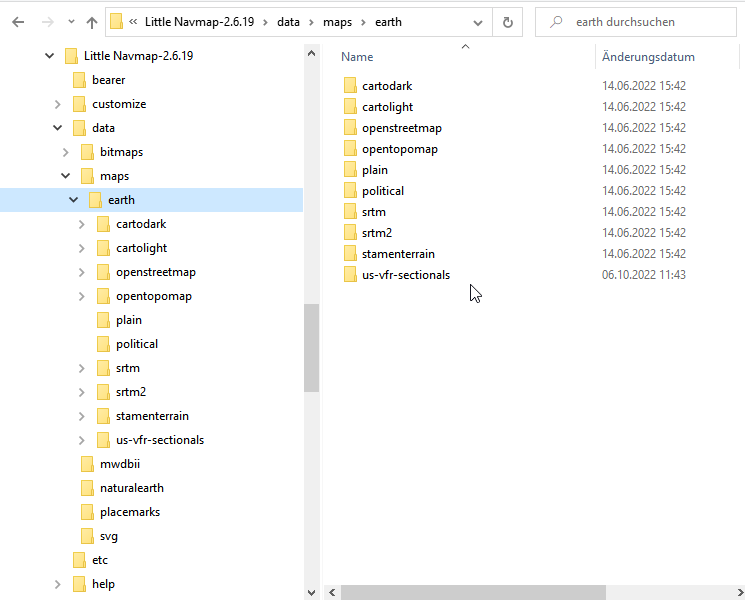 « Little Navmap-2.6.19 > data > maps > earth
earth durchsuchen
Little Navmap-2.6.19
bearer
customize
data
bitmaps
maps
earth
cartodark
cartolight
openstreetmap
opentopomap
plain
political
srtm
srtm2
stamenterrain
us-vfr-sectionals
mwdbii
naturalearth
placemarks
svg
etc
help
Name Änderungsdatum
cartodark 14.06.2022 15:42
cartolight 14.06.2022 15:42
openstreetmap 14.06.2022 15:42
opentopomap 14.06.2022 15:42
plain 14.06.2022 15:42
political 14.06.2022 15:42
srtm 14.06.2022 15:42
srtm2 14.06.2022 15:42
stamenterrain 14.06.2022 15:42
us-vfr-sectionals 06.10.2022 11:43